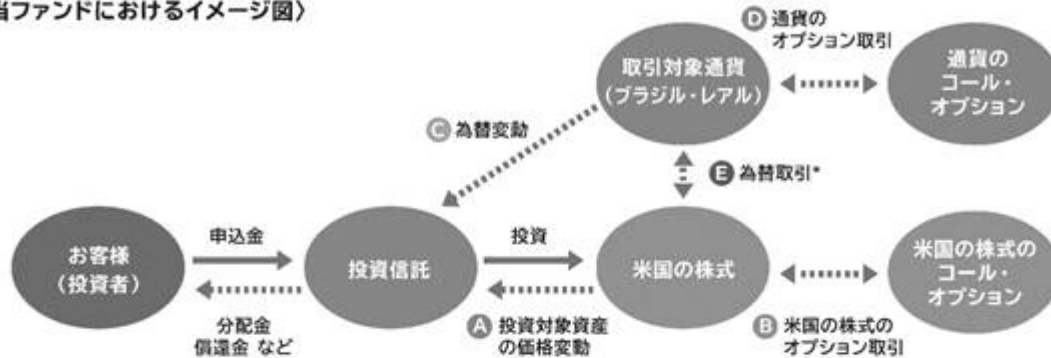 当ファンドにおけるイメージ図〉
D 通貨の
オプション取引
取引対象通貨
(ブラジル・レアル)
通貨の
コール・
オプション
C 為替変動
E 為替取引*
お客様
(投資者)
申込金
分配金
償還金 など
投資信託
投資
A 投資対象資産
の価格変動
米国の株式
B 米国の株式の
オプション取引
米国の株式の
コール・
オプション